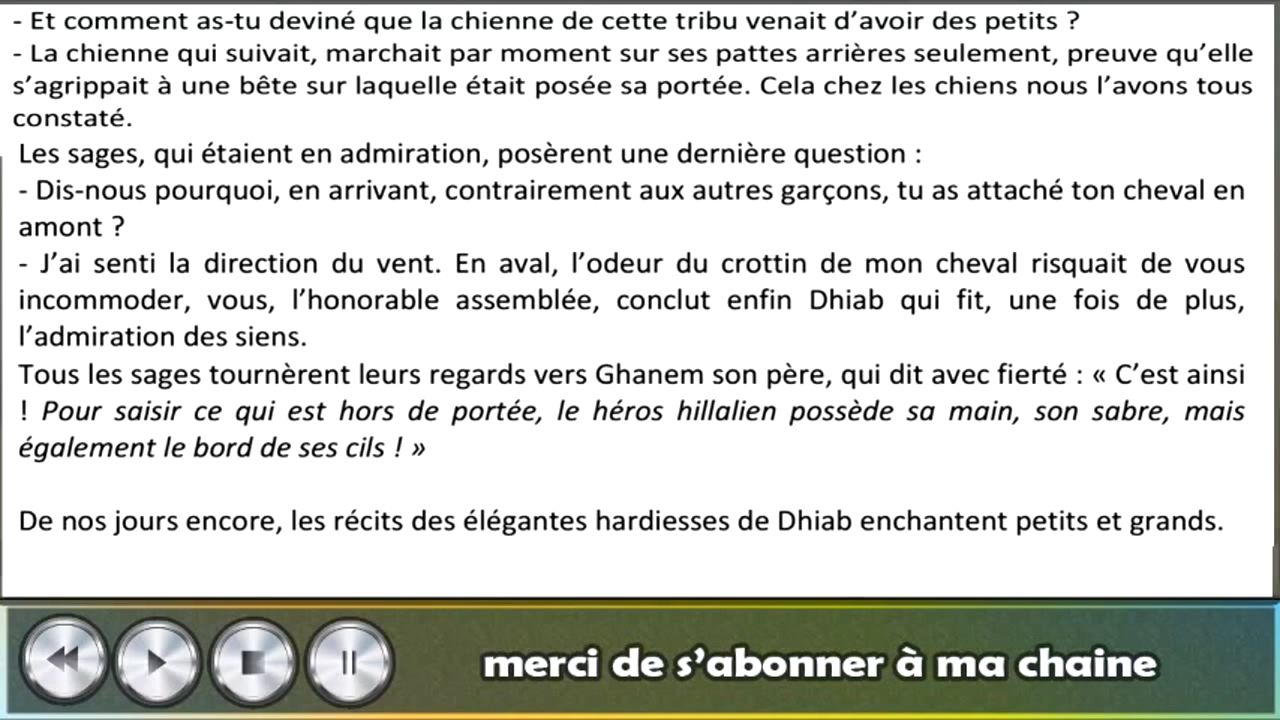 - Et comment as-tu deviné que la chienne de cette tribu venait d’avoir des petits ?
- La chienne qui suivait, marchait par moment sur ses pattes arrières seulement, preuve qu’elle
s’agrippait à une bête sur laquelle était posée sa portée. Cela chez les chiens nous l’avons tous
constaté.
Les sages, qui étaient en admiration, posèrent une dernière question :
- Dis-nous pourquoi, en arrivant, contrairement aux autres garçons, tu as attaché ton cheval en
amont ?
- J’ai senti la direction du vent. En aval, l’odeur du crottin de mon cheval risquait de vous
incommoder, vous, l’honorable assemblée, conclut enfin Dhiab qui fit, une fois de plus,
l’admiration des siens.
Tous les sages tournèrent leurs regards vers Ghanem son père, qui dit avec fierté : « C’est ainsi
! Pour saisir ce qui est hors de portée, le héros hillalien possède sa main, son sabre, mais
également le bord de ses cils ! »
De nos jours encore, les récits des élégantes hardiesses de Dhiab enchantent petits et grands.
merci de s’abonner à ma chaine